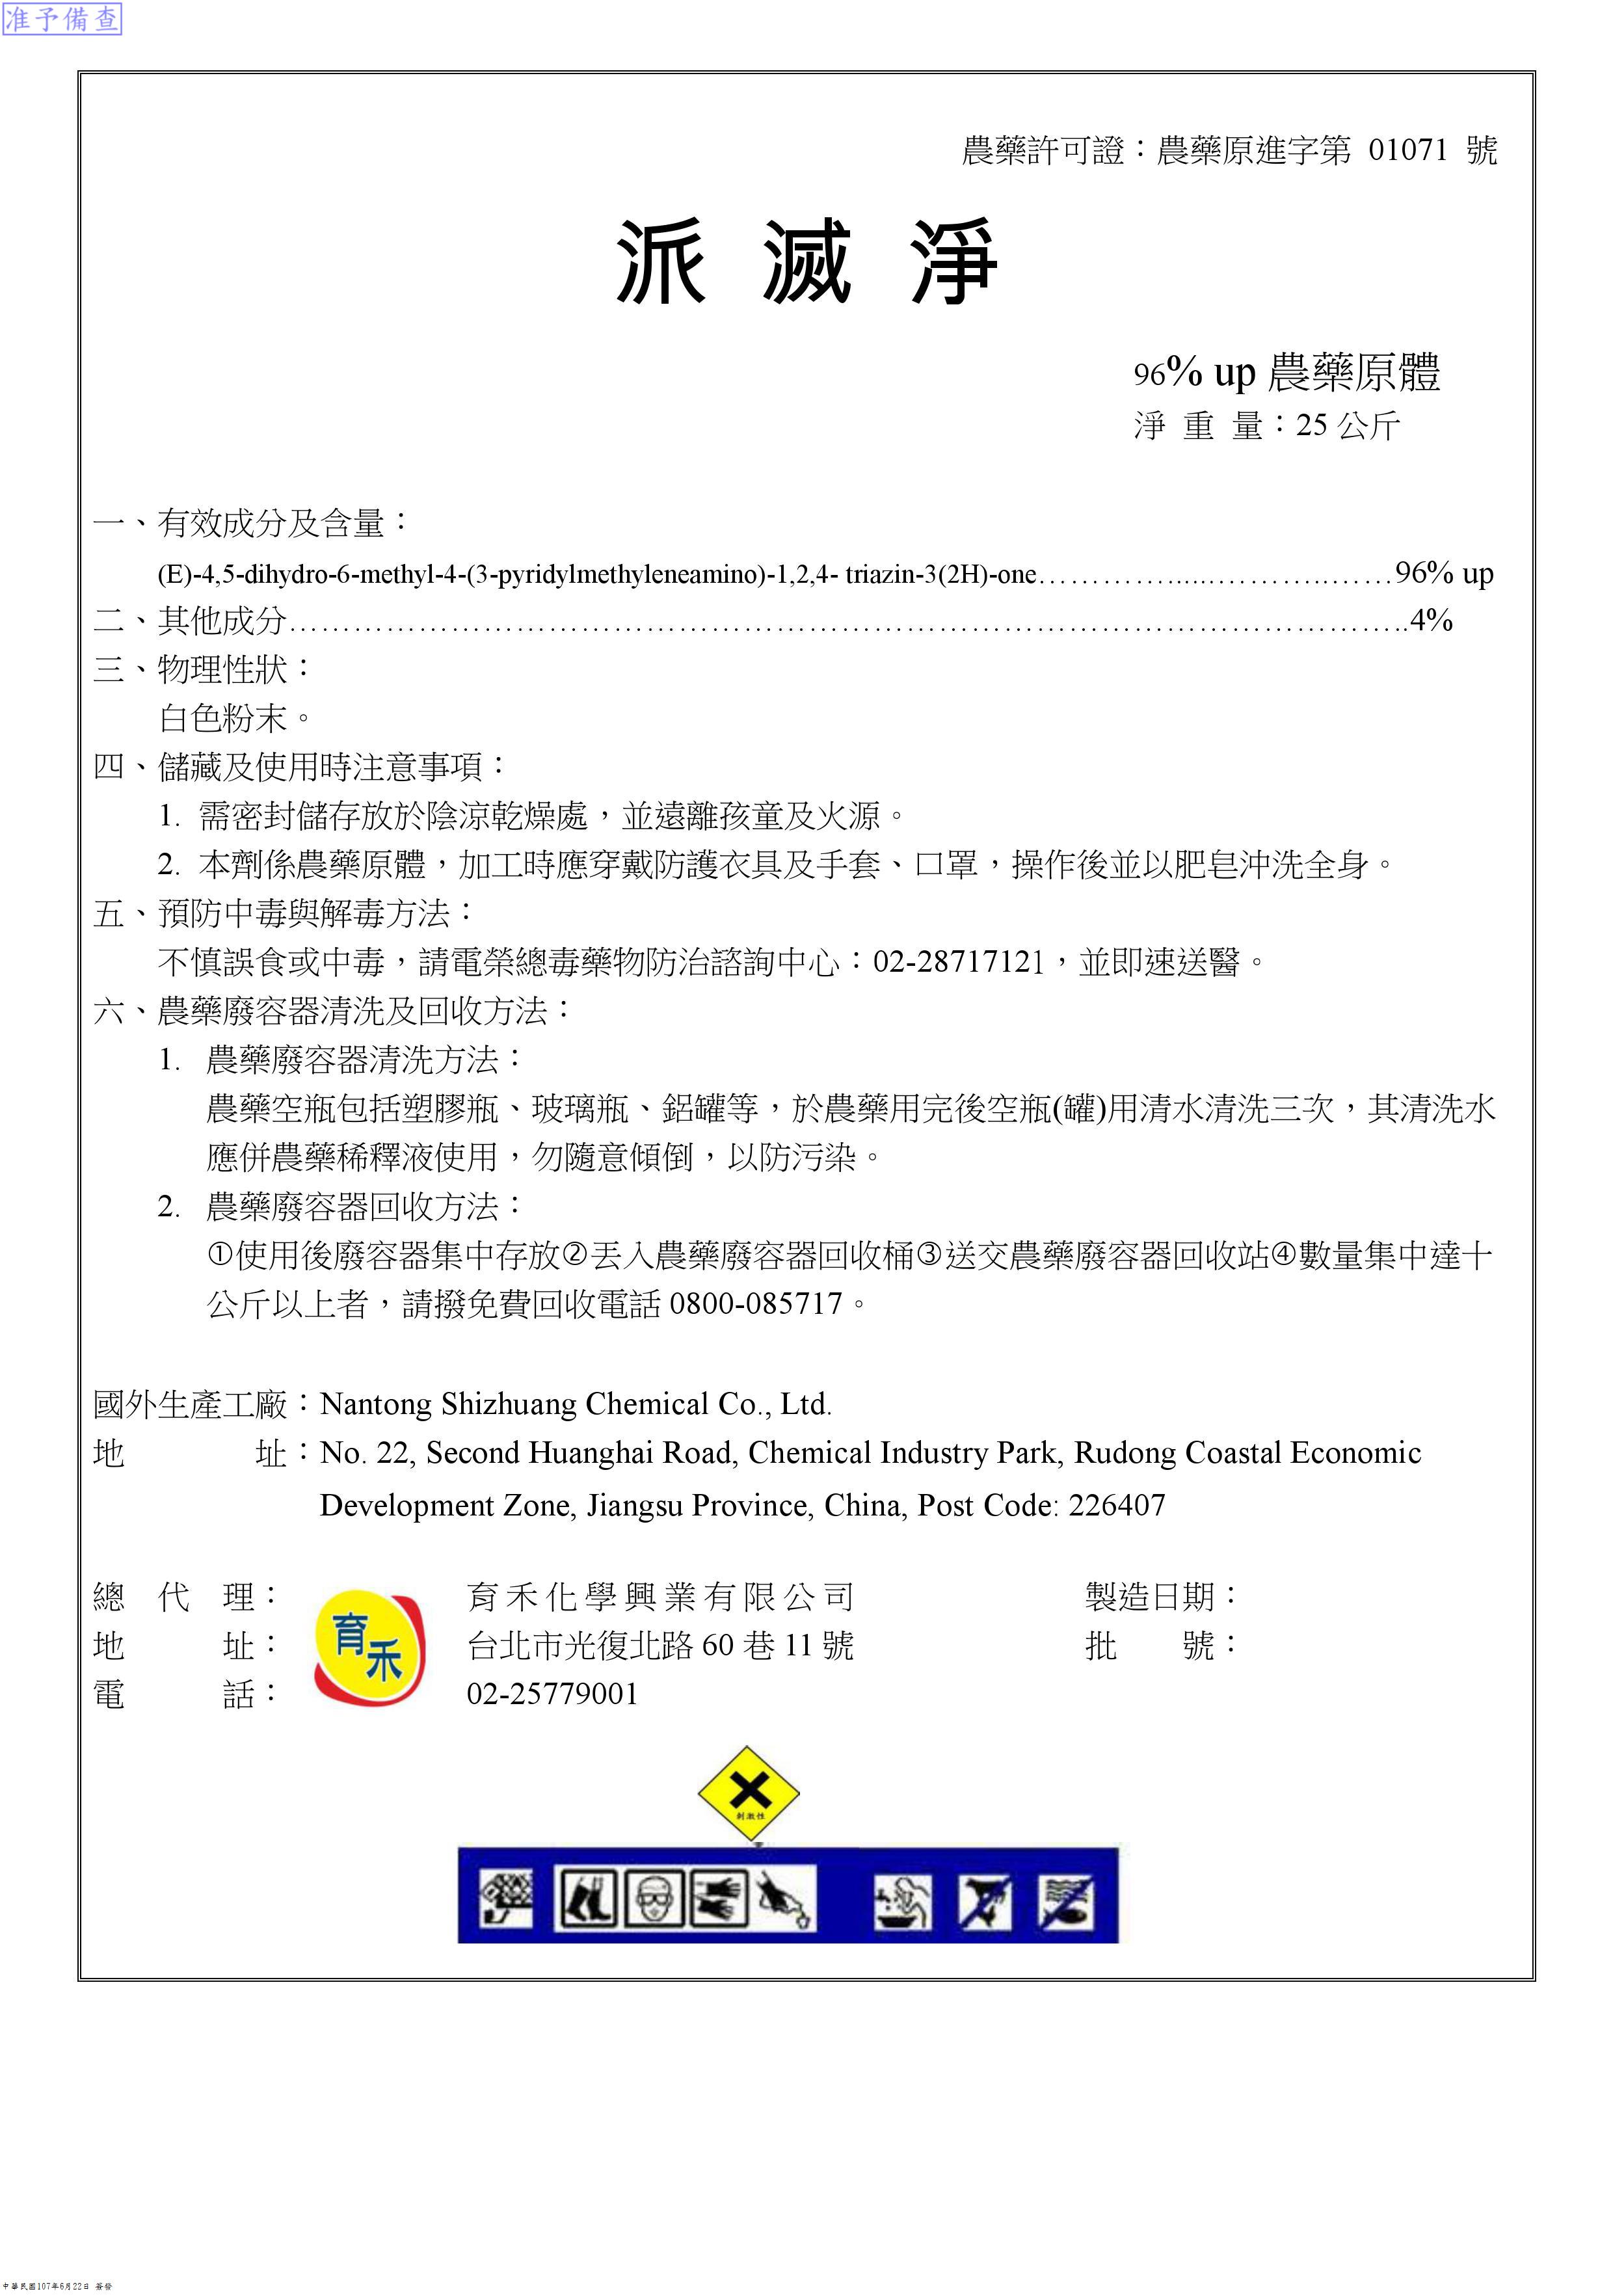 准予備查
農藥許可證：農藥原進字第 01071 號
派滅淨
96% up 農藥原體
淨 重 量：25 公斤
一、有效成分及含量：
(E)-4,5-dihydro-6-methyl-4-(3-pyridylmethyleneamino)-1,2,4- triazin-3(2H)-one……………………………96% up
二、其他成分……………………………………………………………………………………….4%
三、物理性狀：
白色粉末。
四、儲藏及使用時注意事項：
1. 需密封儲存放於陰涼乾燥處，並遠離孩童及火源。
2. 本劑係農藥原體，加工時應穿戴防護衣具及手套、口罩，操作後並以肥皂沖洗全身。
五、預防中毒與解毒方法：
不慎誤食或中毒，請電榮總毒藥物防治諮詢中心：02-28717121，並即速送醫。
六、農藥廢容器清洗及回收方法：
1. 農藥廢容器清洗方法：
農藥空瓶包括塑膠瓶、玻璃瓶、鋁罐等，於農藥用完後空瓶(罐)用清水清洗三次，其清洗水
應併農藥稀釋液使用，勿隨意傾倒，以防污染。
2. 農藥廢容器回收方法：
①使用後廢容器集中存放②丟入農藥廢容器回收桶③送交農藥廢容器回收站④數量集中達十
公斤以上者，請撥免費回收電話 0800-085717。
國外生產工廠：Nantong Shizhuang Chemical Co., Ltd.
地　　　　址：No. 22, Second Huanghai Road, Chemical Industry Park, Rudong Coastal Economic
Development Zone, Jiangsu Province, China, Post Code: 226407
總　代　理：　育禾化學興業有限公司　製造日期：
地　　　址：　台北市光復北路 60 巷 11 號　批　　號：
電　　　話：　02-25779001
育禾
刺激性
中華民國107年6月22日 簽發